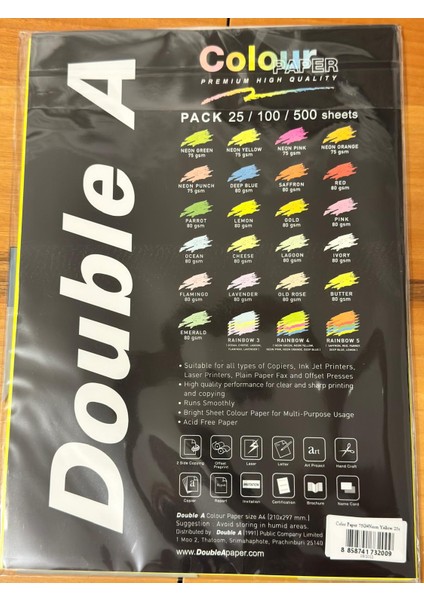 Double A
Colour
PAPER
PREMIUM HIGH QUALITY
PACK 25 / 100 / 500 sheets
NEON GREEN NEON YELLOW NEON PINK NEON ORANGE
75 gsm 75 gsm 75 gsm 75 gsm
NEON PUNCH DEEP BLUE SAFFRON RED
75 gsm 80 gsm 80 gsm 80 gsm
PARROT LEMON GOLD PINK
80 gsm 80 gsm 80 gsm 80 gsm
OCEAN CHEESE LAGOON IVORY
80 gsm 80 gsm 80 gsm 80 gsm
FLAMINGO LAVENDER OLD ROSE BUTTER
80 gsm 80 gsm 80 gsm 80 gsm
EMERALD RAINBOW 3 RAINBOW 4 RAINBOW 5
80 gsm
• Suitable for all types of Copiers, Ink Jet Printers,
Laser Printers, Plain Paper Fax and Offset Presses
• High quality performance for clear and sharp printing
and copying
• Runs Smoothly
• Bright Sheet Colour Paper for Multi-Purpose Usage
• Acid Free Paper
INVITATION
art
2 Side Copying Offset Preprint Laser Letter Art Project Hand Craft
Copier Report Invitation Certification Brochure Name Card
Double A Colour Paper size A4 (210x297 mm.)
Suggestion : Avoid storing in humid areas.
Distributed by : Double A (1991) Public Company Limited
1 Moo 2, Thatoom, Srimahaphote, Prachinburi 25140
www.DoubleApaper.com
8 858741 732009